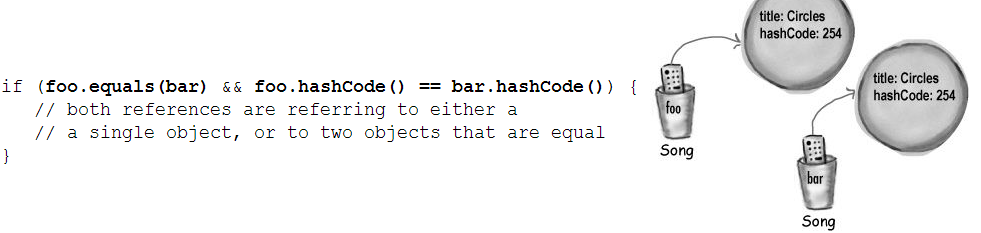 if (foo.equals(bar) && foo.hashCode() == bar.hashCode()) {
// both references are referring to either a
// a single object, or to two objects that are equal
}
title: Circles
hashCode: 254
foo
Song
title: Circles
hashCode: 254
bar
Song